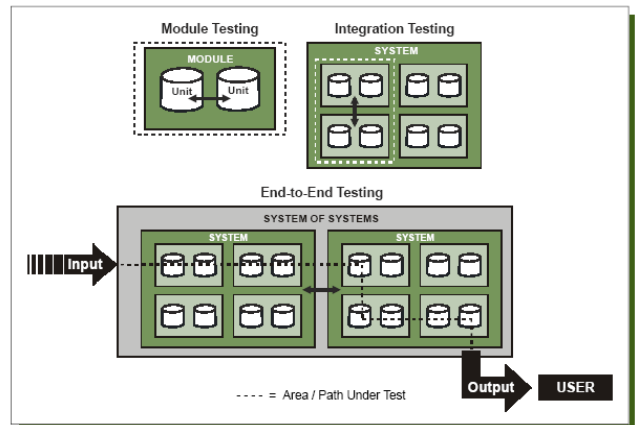 Module Testing
MODULE
Unit
Unit
Integration Testing
SYSTEM
End-to-End Testing
SYSTEM OF SYSTEMS
SYSTEM
SYSTEM
Input
Output
USER
---- = Area / Path Under Test